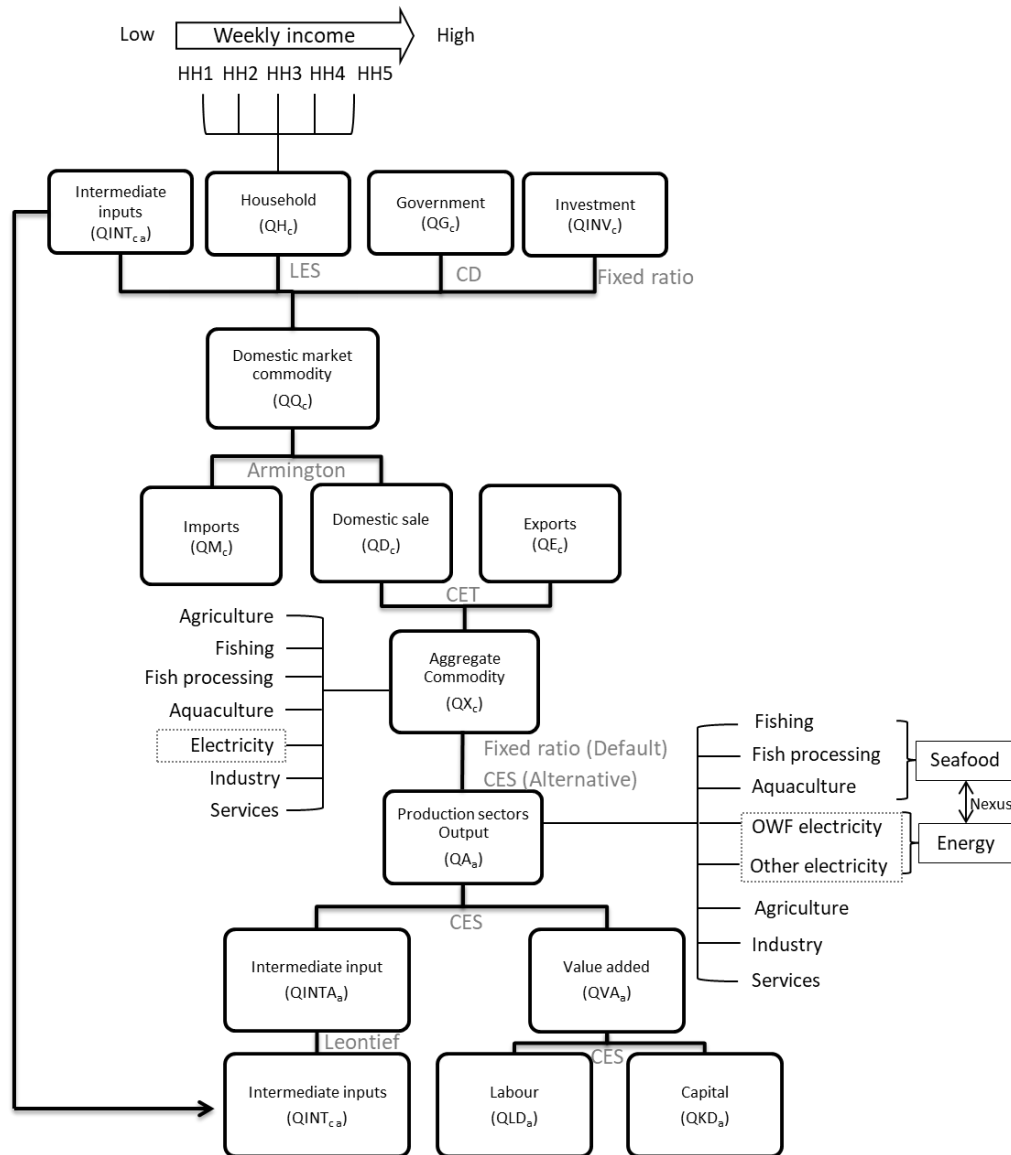 Low Weekly income High
HH1 HH2 HH3 HH4 HH5
Intermediate
inputs
(QINTc a)
Household
(QHc)
Government
(QGc)
Investment
(QINVc)
LES
CD
Fixed ratio
Domestic market
commodity
(QQc)
Armington
Imports
(QMc)
Domestic sale
(QDc)
Exports
(QEc)
CET
Agriculture
Fishing
Fish processing
Aquaculture
Electricity
Industry
Services
Aggregate
Commodity
(QXc)
Fixed ratio (Default)
CES (Alternative)
Production sectors
Output
(QAa)
Fishing
Fish processing
Aquaculture
OWF electricity
Other electricity
Agriculture
Industry
Services
Seafood
Nexus
Energy
CES
Intermediate input
(QINTAa)
Value added
(QVAa)
Leontief
CES
Intermediate inputs
(QINTc a)
Labour
(QLDa)
Capital
(QKDa)